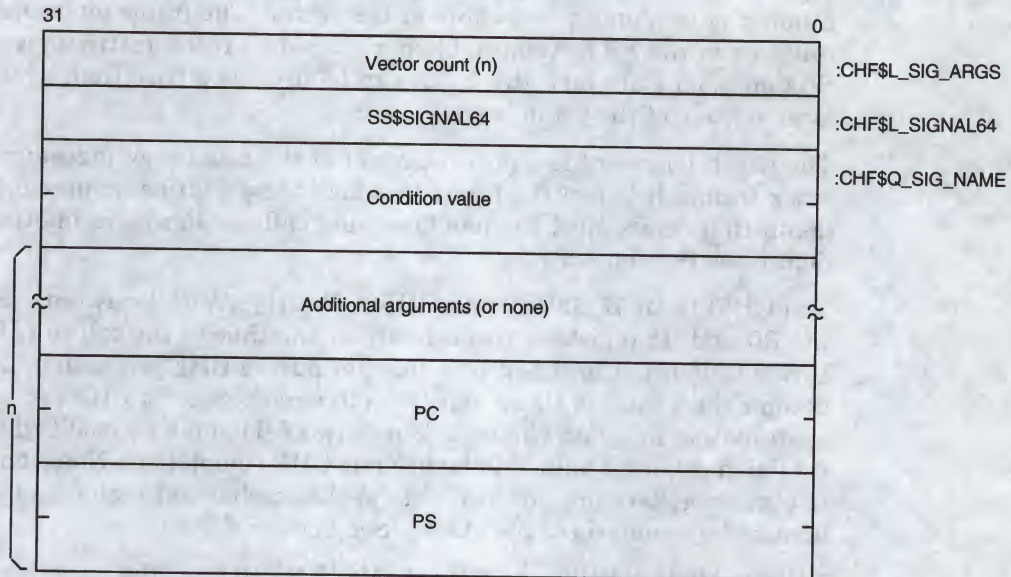 31 0
Vector count (n) :CHF$L_SIG_ARGS
SS$SIGNAL64 :CHF$L_SIGNAL64
Condition value :CHF$Q_SIG_NAME
Additional arguments (or none)
n
PC
PS